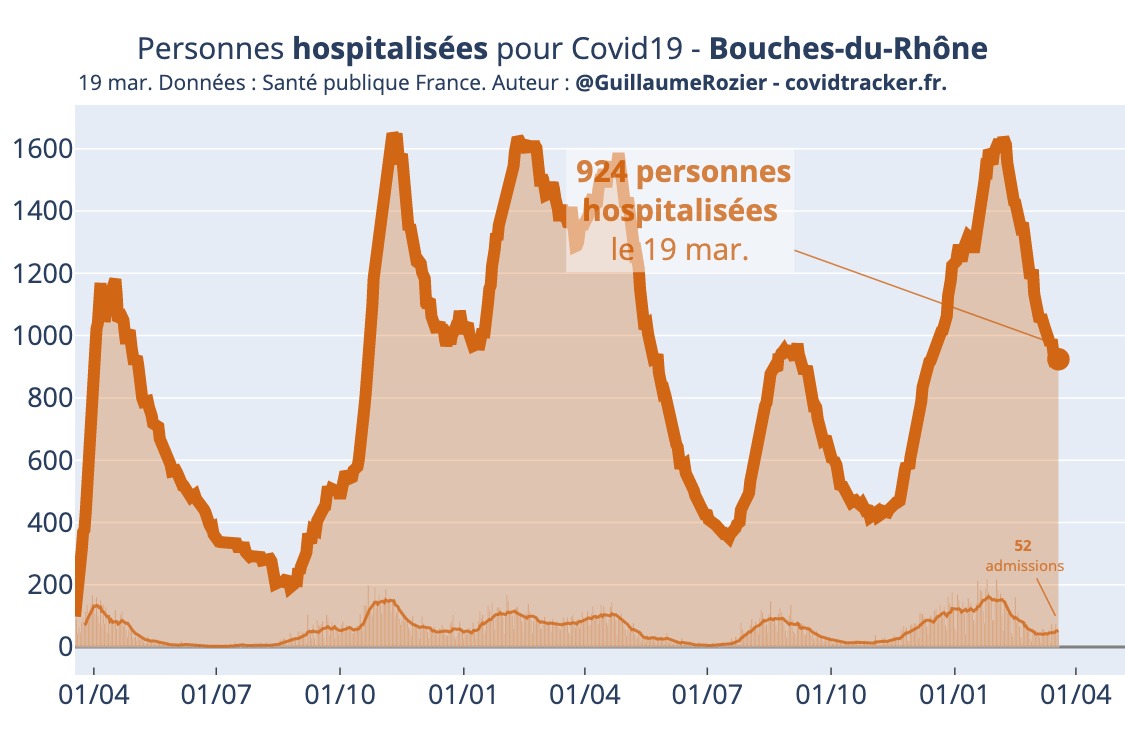 Personnes hospitalisées pour Covid19 - Bouches-du-Rhône
19 mar. Données : Santé publique France. Auteur : @GuillaumeRozier - covidtracker.fr.
1600
1400
1200
1000
800
600
400
200
0
924 personnes
hospitalisées
le 19 mar.
52
admissions
01/04 01/07 01/10 01/01 01/04 01/07 01/10 01/01 01/04